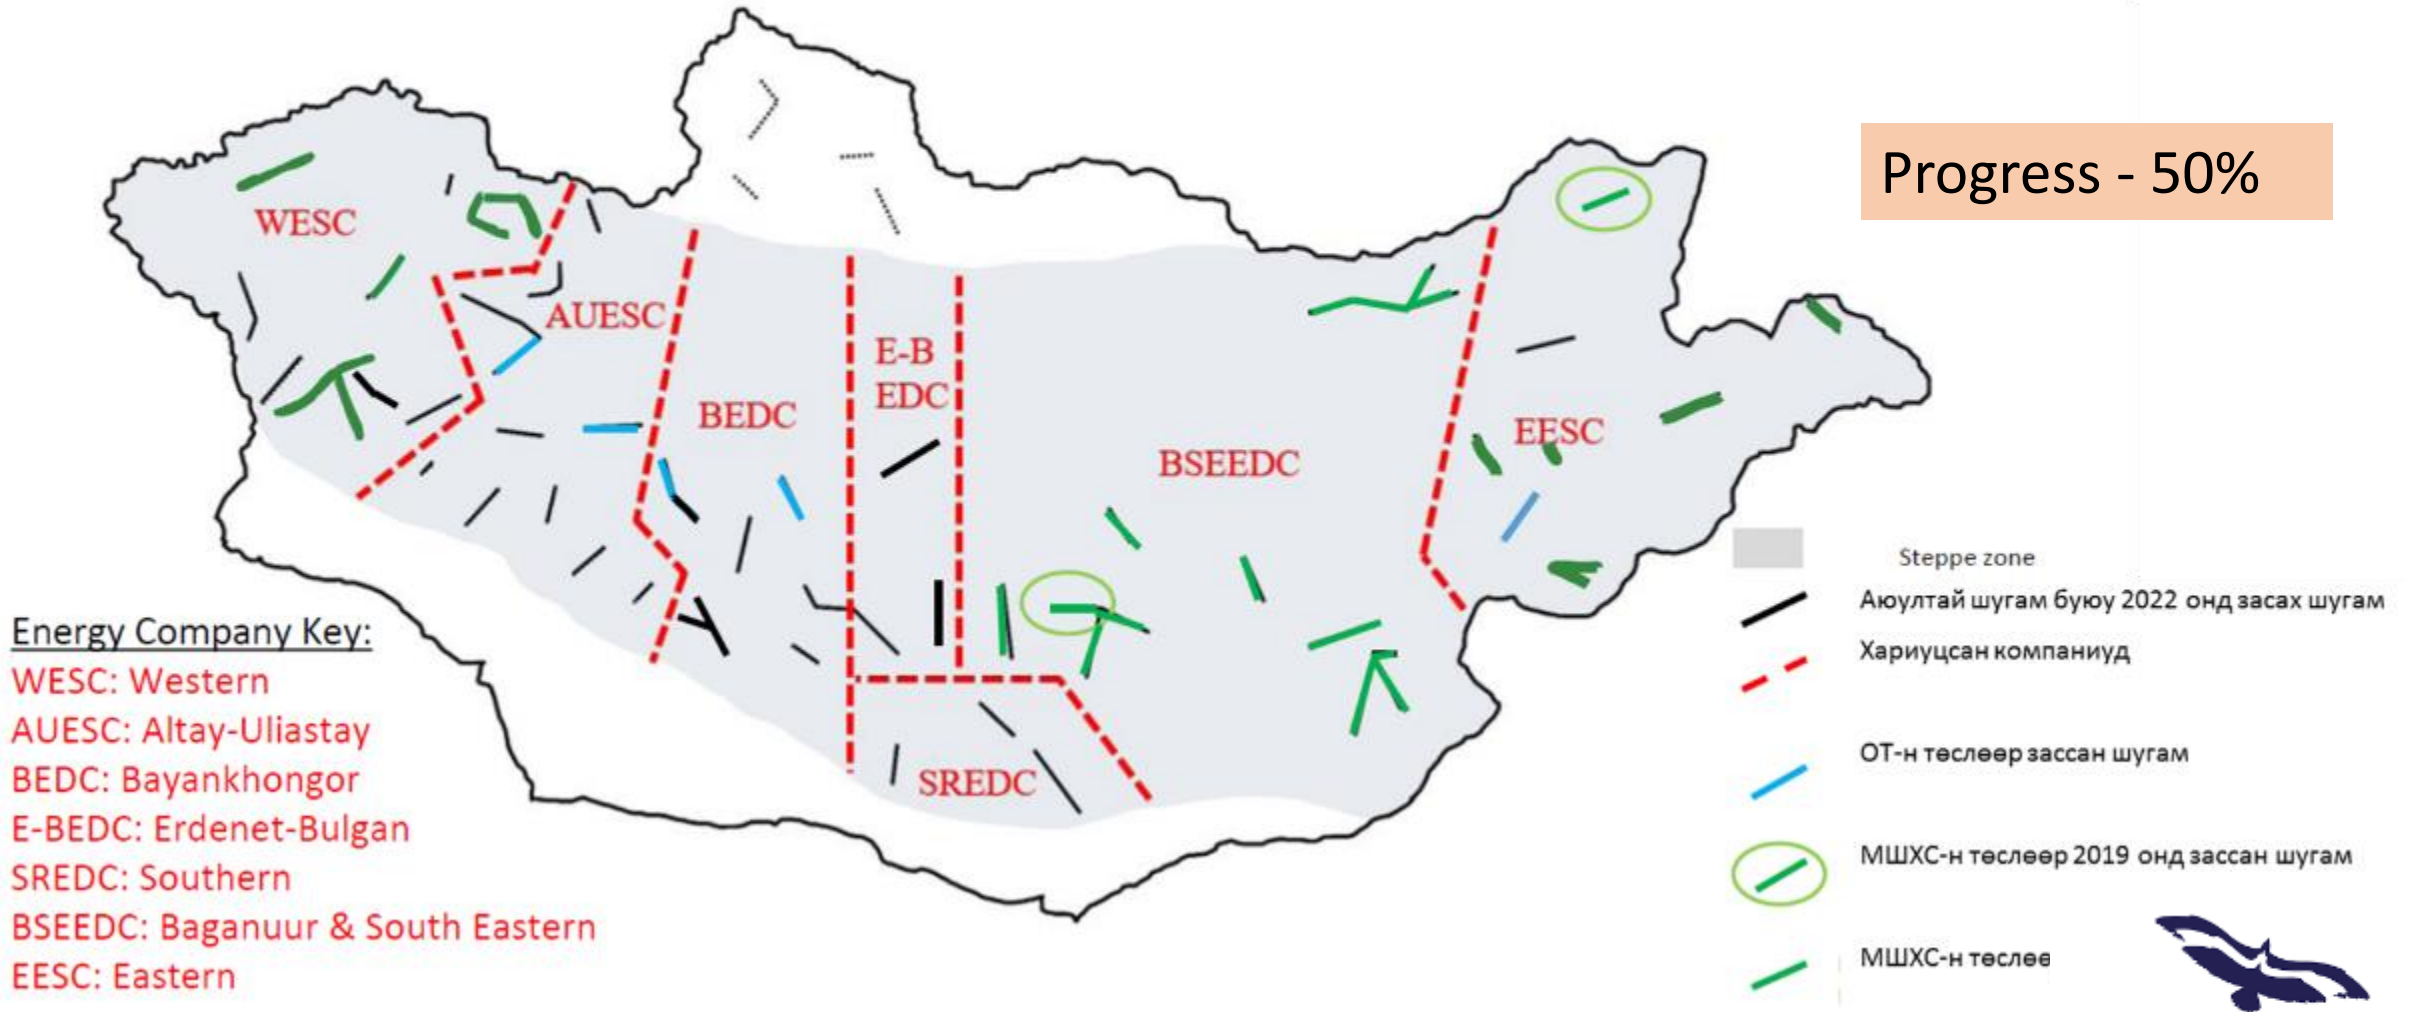 Progress - 50%
WESC
AUESC
BEDC
E-B
EDC
BSEEDC
EESC
SREDC
Energy Company Key:
WESC: Western
AUESC: Altay-Uliastay
BEDC: Bayankhongor
E-BEDC: Erdenet-Bulgan
SREDC: Southern
BSEEDC: Baganuur & South Eastern
EESC: Eastern
Steppe zone
Аюултай шугам буюу 2022 онд засах шугам
Хариуцсан компаниуд
ОТ-н төслөөр зассан шугам
МШХС-н төслөөр 2019 онд зассан шугам
МШХС-н төслөө